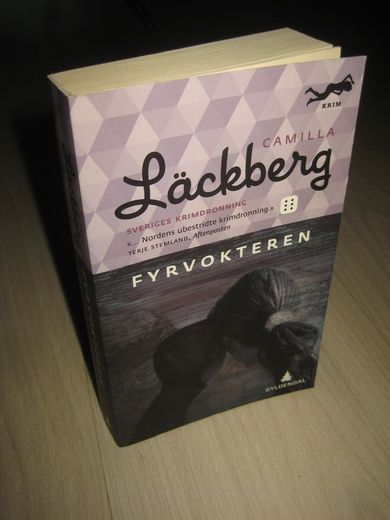 KRIM
CAMILLA
Läckberg
SVERIGES KRIMDRONNING
«... Nordens ubestridte krimdronning.»
TERJE STEMLAND, Aftenposten
FYRVOKTEREN
GYLDENDAL